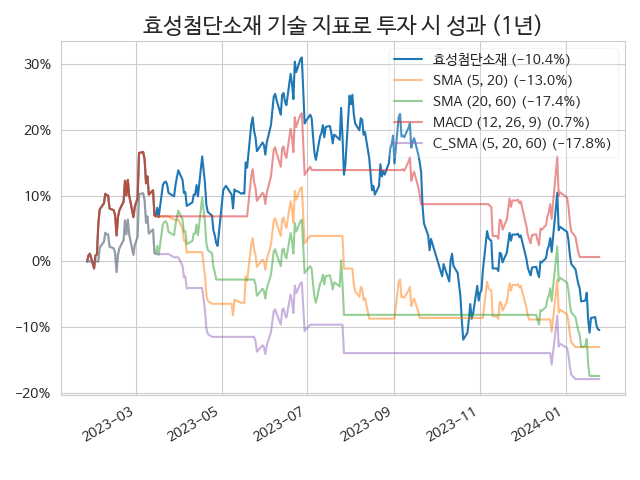 효성첨단소재 기술 지표로 투자 시 성과 (1년)
효성첨단소재 (−10.4%)
SMA (5, 20) (−13.0%)
SMA (20, 60) (−17.4%)
MACD (12, 26, 9) (0.7%)
C_SMA (5, 20, 60) (−17.8%)
30%
20%
10%
0%
−10%
−20%
2023−03
2023−05
2023−07
2023−09
2023−11
2024−01